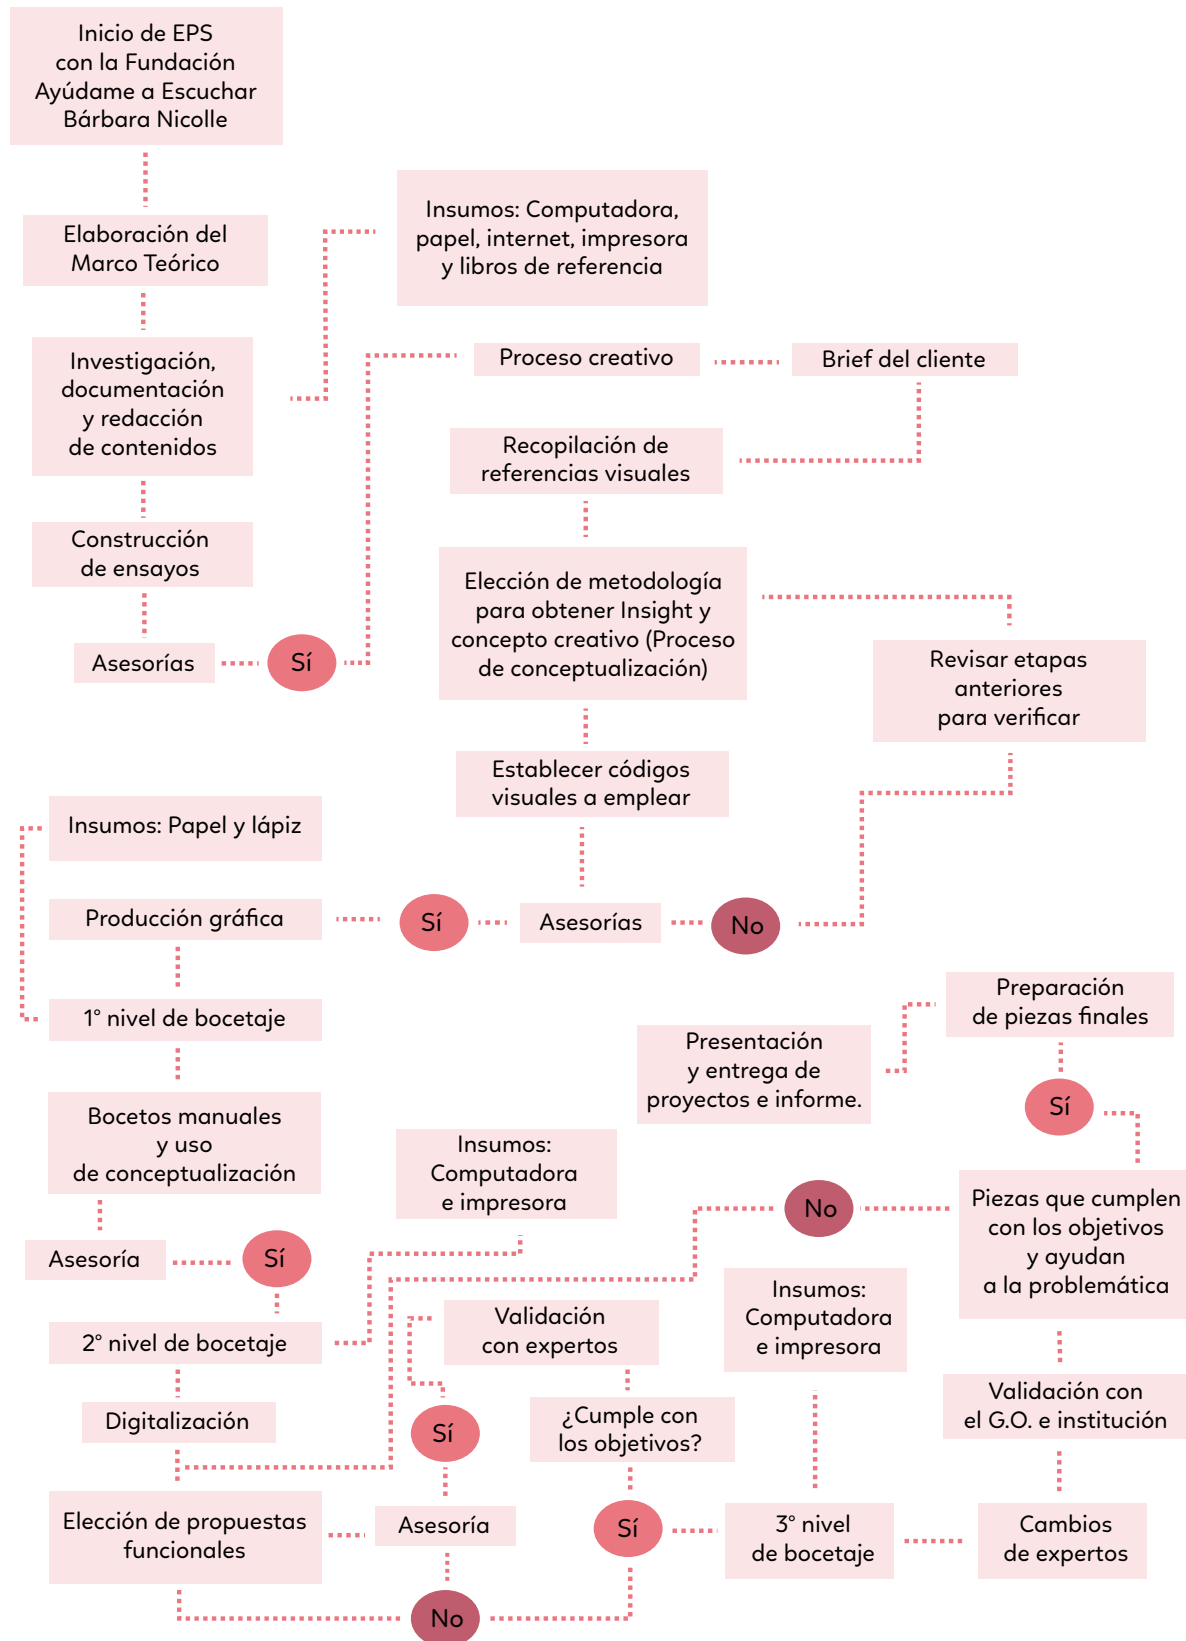 Inicio de EPS
con la Fundación
Ayúdame a Escuchar
Bárbara Nicolle
Elaboración del
Marco Teórico
Insumos: Computadora,
papel, internet, impresora
y libros de referencia
Investigación,
documentación
y redacción
de contenidos
Proceso creativo
Brief del cliente
Recopilación de
referencias visuales
Construcción
de ensayos
Elección de metodología
para obtener Insight y
concepto creativo (Proceso
de conceptualización)
Asesorías
Sí
Revisar etapas
anteriores
para verificar
Establecer códigos
visuales a emplear
Insumos: Papel y lápiz
Producción gráfica
Sí
Asesorías
No
1° nivel de bocetaje
Preparación
de piezas finales
Presentación
y entrega de
proyectos e informe.
Sí
Bocetos manuales
y uso
de conceptualización
Insumos:
Computadora
e impresora
No
Piezas que cumplen
con los objetivos
y ayudan
a la problemática
Asesoría
Sí
2° nivel de bocetaje
Validación
con expertos
Insumos:
Computadora
e impresora
Digitalización
Sí
¿Cumple con
los objetivos?
Validación con
el G.O. e institución
Elección de propuestas
funcionales
Asesoría
Sí
3° nivel
de bocetaje
Cambios
de expertos
No